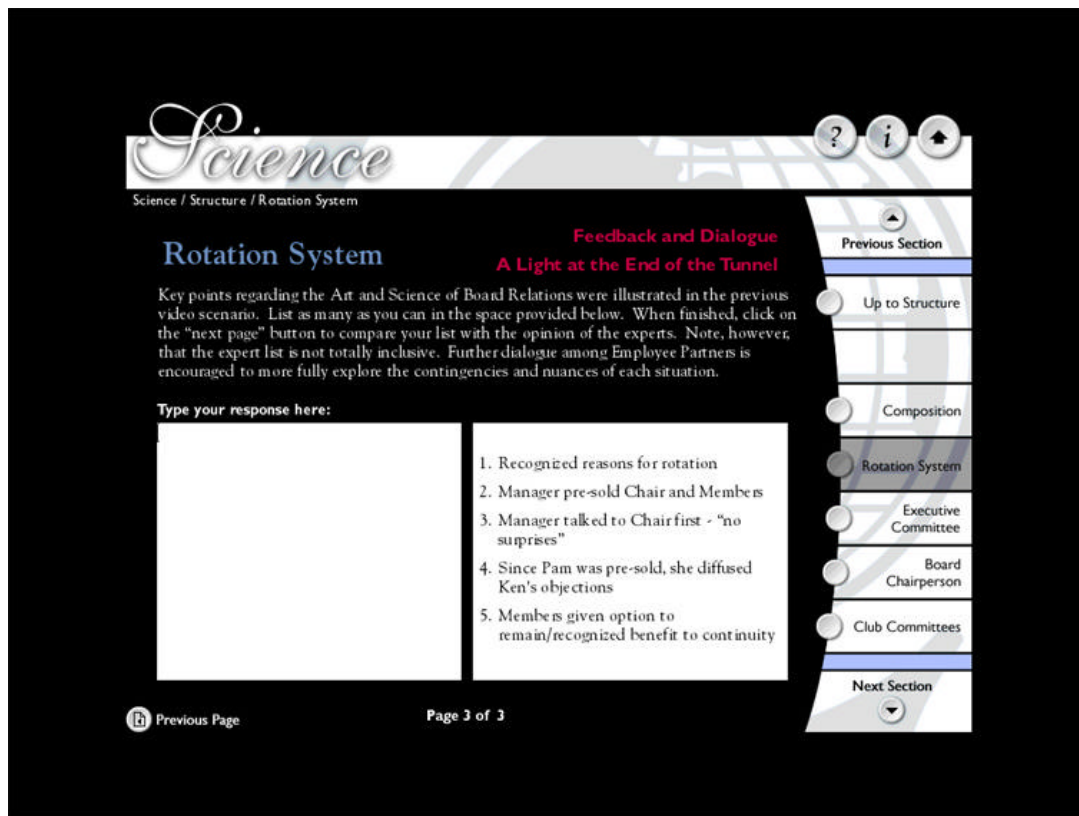 Science
? i
Science / Structure / Rotation System
Rotation System
Feedback and Dialogue
A Light at the End of the Tunnel
Key points regarding the Art and Science of Board Relations were illustrated in the previous
video scenario. List as many as you can in the space provided below. When finished, click on
the “next page” button to compare your list with the opinion of the experts. Note, however,
that the expert list is not totally inclusive. Further dialogue among Employee Partners is
encouraged to more fully explore the contingencies and nuances of each situation.
Type your response here:
1. Recognized reasons for rotation
2. Manager pre-sold Chair and Members
3. Manager talked to Chair first - “no
surprises”
4. Since Pam was pre-sold, she diffused
Ken's objections
5. Members given option to
remain/recognized benefit to continuity
Previous Page
Page 3 of 3
Previous Section
Up to Structure
Composition
Rotation System
Executive
Committee
Board
Chairperson
Club Committees
Next Section